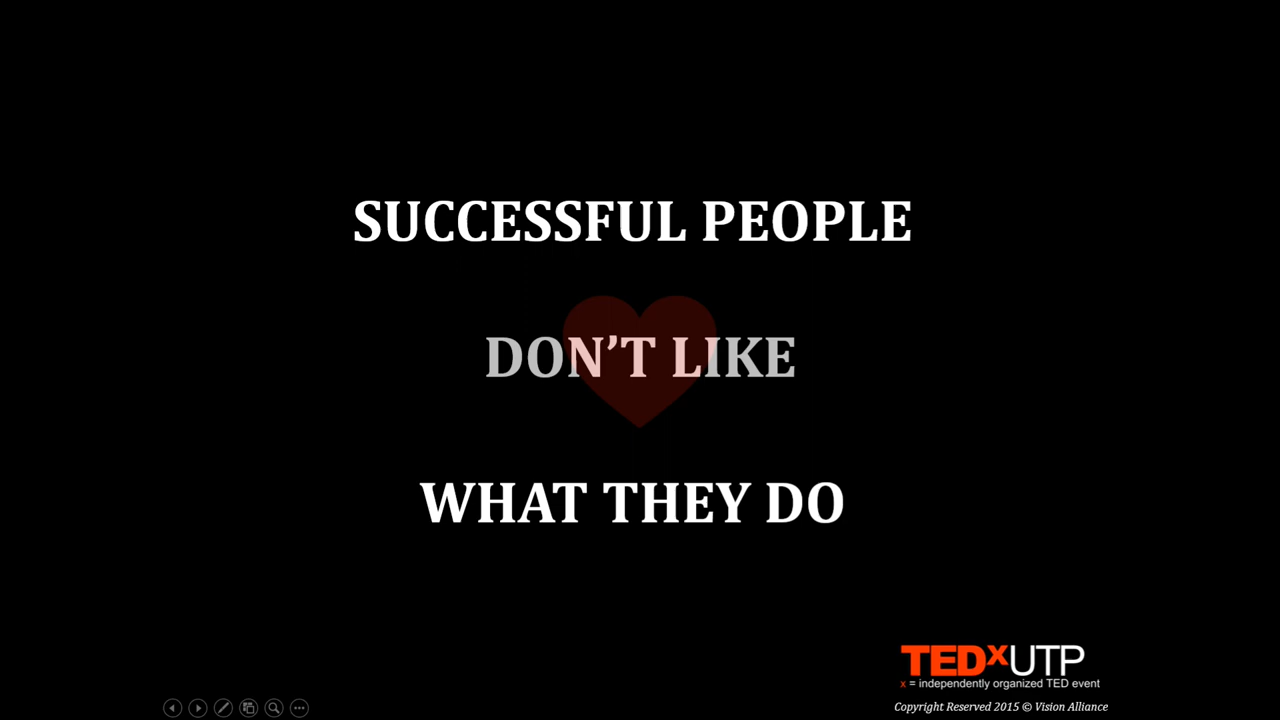 SUCCESSFUL PEOPLE
DON’T LIKE
WHAT THEY DO
TEDxUTP
x = independently organized TED event
Copyright Reserved 2015 © Vision Alliance